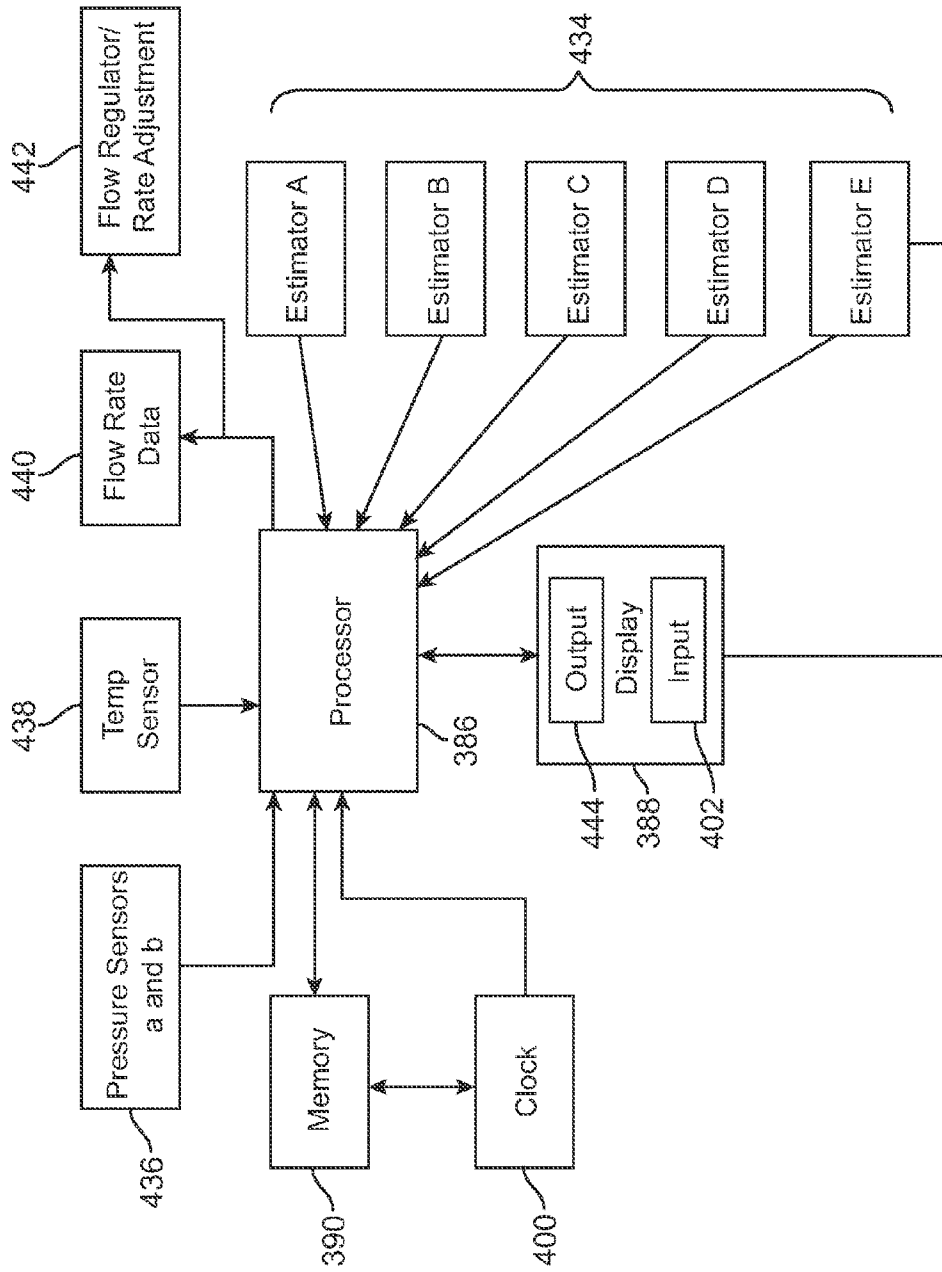 436
Pressure Sensors
a and b
438
Temp
Sensor
440
Flow Rate
Data
442
Flow Regulator/
Rate Adjustment
390
Memory
400
Clock
Processor
386
Estimator A
Estimator B
Estimator C
Estimator D
Estimator E
434
444
Output
Display
Input
388
402